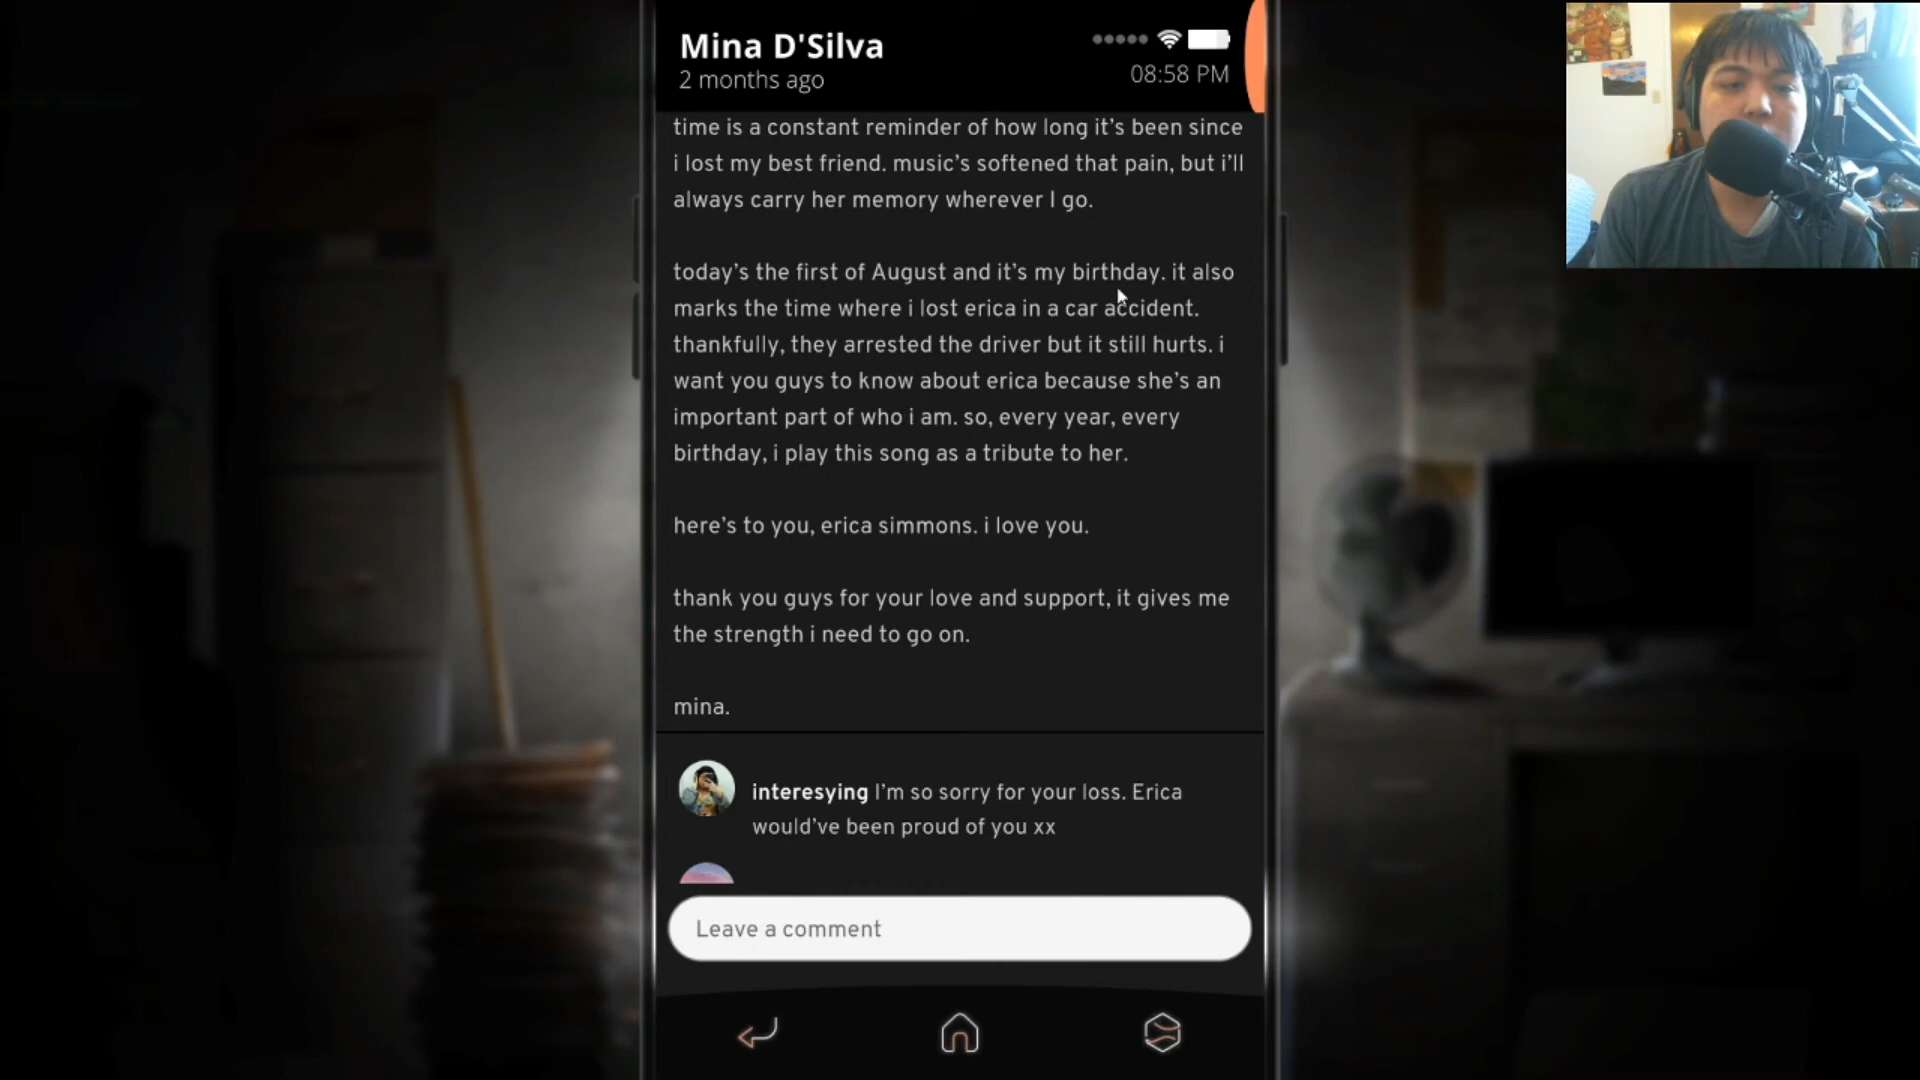 Mina D'Silva
2 months ago
08:58 PM
time is a constant reminder of how long it's been since
i lost my best friend. music's softened that pain, but i'll
always carry her memory wherever I go.
today's the first of August and it's my birthday. it also
marks the time where i lost erica in a car accident.
thankfully, they arrested the driver but it still hurts. i
want you guys to know about erica because she's an
important part of who i am. so, every year, every
birthday, i play this song as a tribute to her.
here's to you, erica simmons. i love you.
thank you guys for your love and support, it gives me
the strength i need to go on.
mina.
interesying I'm so sorry for your loss. Erica
would've been proud of you xx
Leave a comment